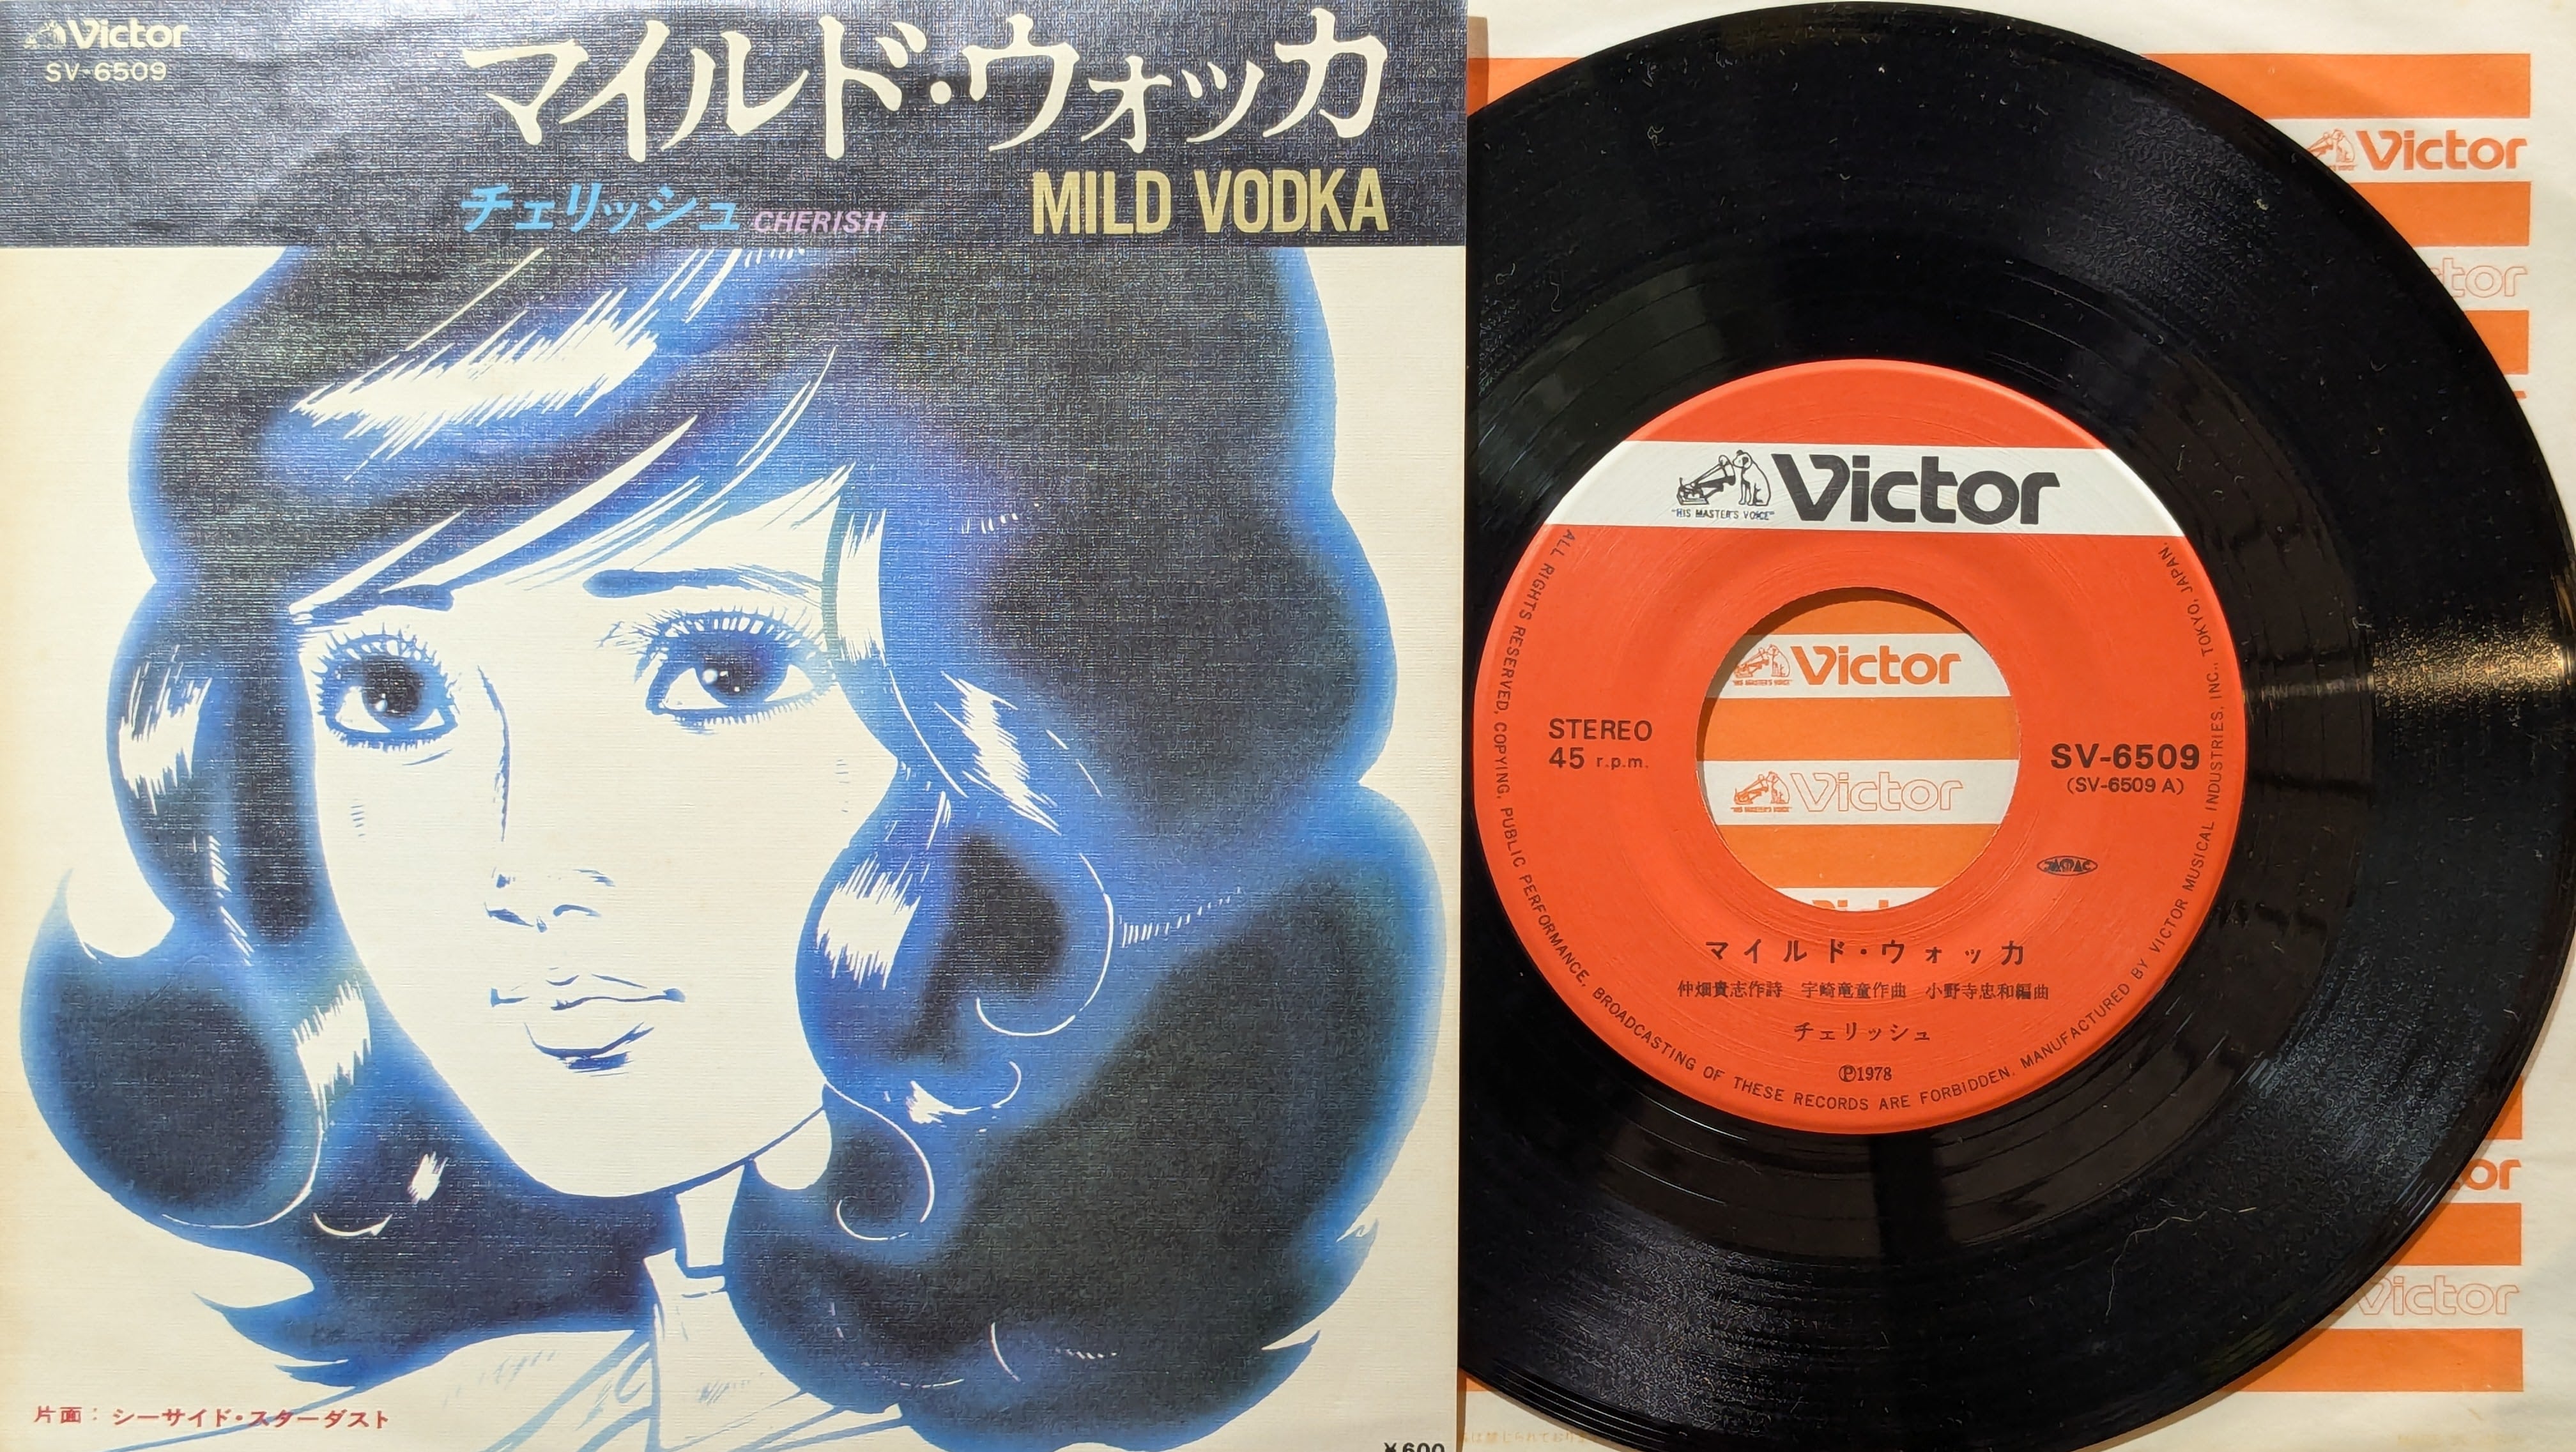 Victor
SV-6509
マイルド・ウォッカ
チェリッシュ CHERISH
MILD VODKA
片面：シーサイド・スターダスト
¥600
Victor
"HIS MASTER'S VOICE"
Victor
STEREO
45 r.p.m.
SV-6509
(SV-6509 A)
JASRAC
マイルド・ウォッカ
仲畑貴志作詩 宇崎竜童作曲 小野寺忠和編曲
チェリッシュ
Ⓟ1978
ALL RIGHTS RESERVED, COPYING, PUBLIC PERFORMANCE, BROADCASTING OF THESE RECORDS ARE FORBIDDEN. MANUFACTURED BY VICTOR MUSICAL INDUSTRIES, INC., TOKYO, JAPAN.
Victor
Victor
Victor